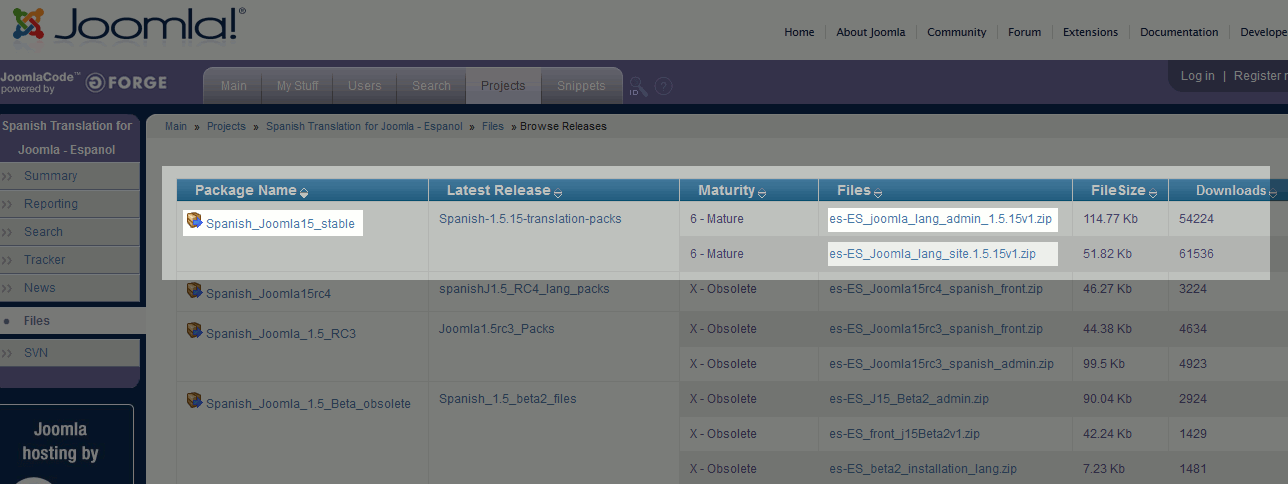 Joomla!®
Home About Joomla Community Forum Extensions Documentation Develope
JoomlaCode™
powered by
GFORGE
Main My Stuff Users Search Projects Snippets ID ?
Log in | Register
Spanish Translation for
Joomla - Espanol
Main » Projects » Spanish Translation for Joomla - Espanol » Files » Browse Releases
Summary
Reporting
Search
Tracker
News
Files
SVN
Joomla
hosting by
Package Name Latest Release Maturity Files FileSize Downloads
Spanish_Joomla15_stable Spanish-1.5.15-translation-packs 6 - Mature es-ES_joomla_lang_admin_1.5.15v1.zip 114.77 Kb 54224
6 - Mature es-ES_Joomla_lang_site.1.5.15v1.zip 51.82 Kb 61536
Spanish_Joomla15rc4 spanishJ1.5_RC4_lang_packs X - Obsolete es-ES_Joomla15rc4_spanish_front.zip 46.27 Kb 3224
Spanish_Joomla_1.5_RC3 Joomla1.5rc3_Packs X - Obsolete es-ES_Joomla15rc3_spanish_front.zip 44.38 Kb 4634
X - Obsolete es-ES_Joomla15rc3_spanish_admin.zip 99.5 Kb 4923
Spanish_Joomla_1.5_Beta_obsolete Spanish_1.5_beta2_files X - Obsolete es-ES_J15_Beta2_admin.zip 90.04 Kb 2924
X - Obsolete es-ES_front_j15Beta2v1.zip 42.24 Kb 1429
X - Obsolete es-ES_beta2_installation_lang.zip 7.23 Kb 1481